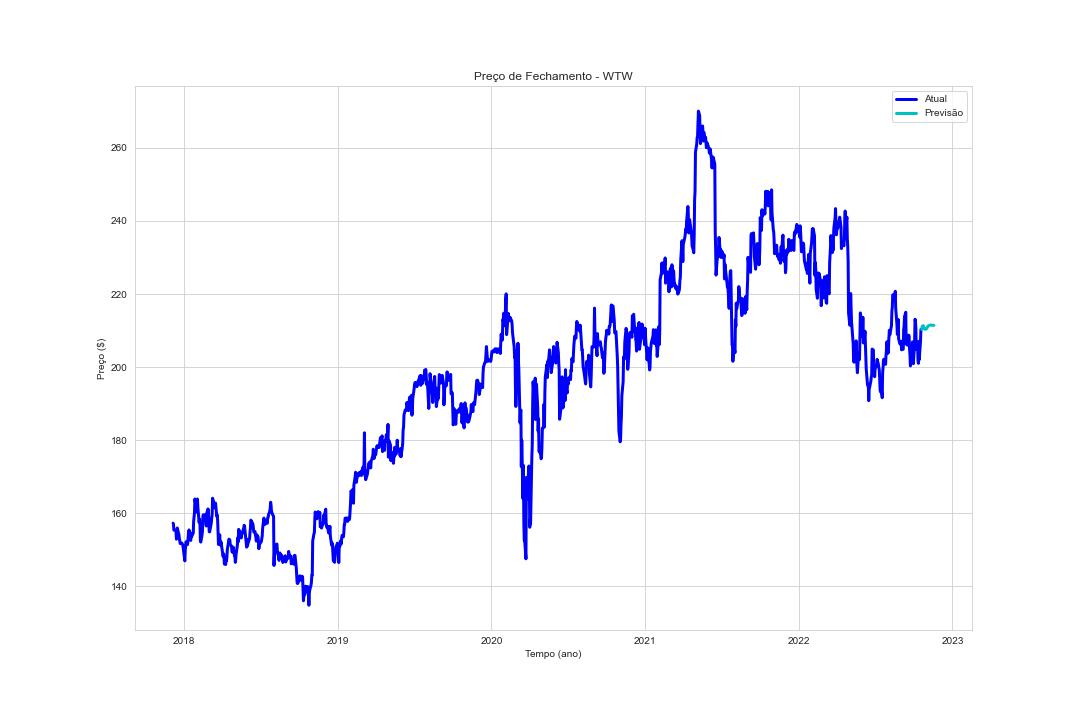 Preço de Fechamento - WTW
Atual
Previsão
260
240
220
200
180
160
140
Preço ($)
2018
2019
2020
2021
2022
2023
Tempo (ano)